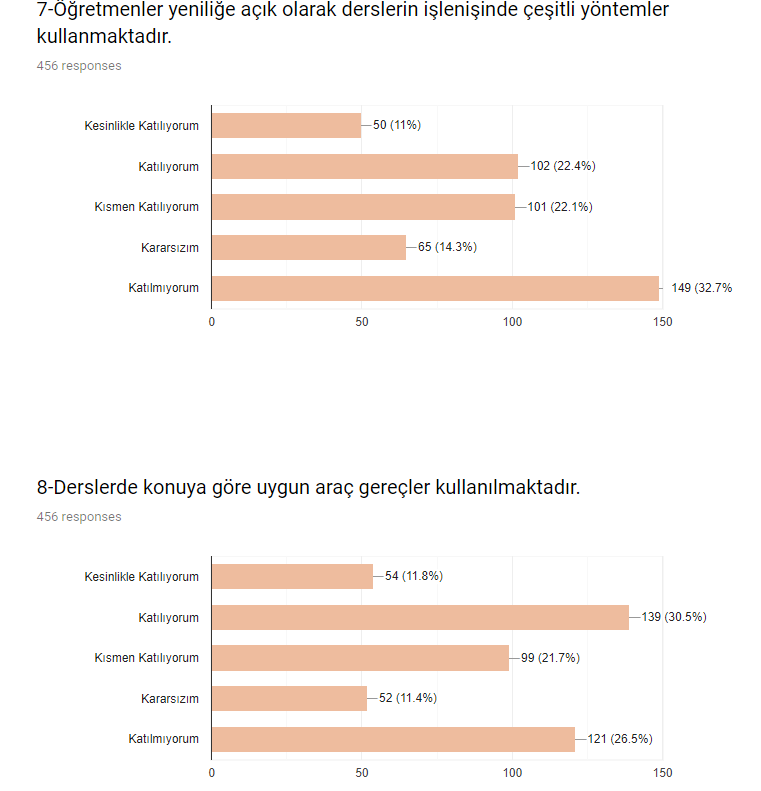 7-Öğretmenler yeniliğe açık olarak derslerin işlenişinde çeşitli yöntemler
kullanmaktadır.
456 responses
Kesinlikle Katılıyorum 50 (11%)
Katılıyorum 102 (22.4%)
Kısmen Katılıyorum 101 (22.1%)
Kararsızım 65 (14.3%)
Katılmıyorum 149 (32.7%
0 50 100 150
8-Derslerde konuya göre uygun araç gereçler kullanılmaktadır.
456 responses
Kesinlikle Katılıyorum 54 (11.8%)
Katılıyorum 139 (30.5%)
Kısmen Katılıyorum 99 (21.7%)
Kararsızım 52 (11.4%)
Katılmıyorum 121 (26.5%)
0 50 100 150